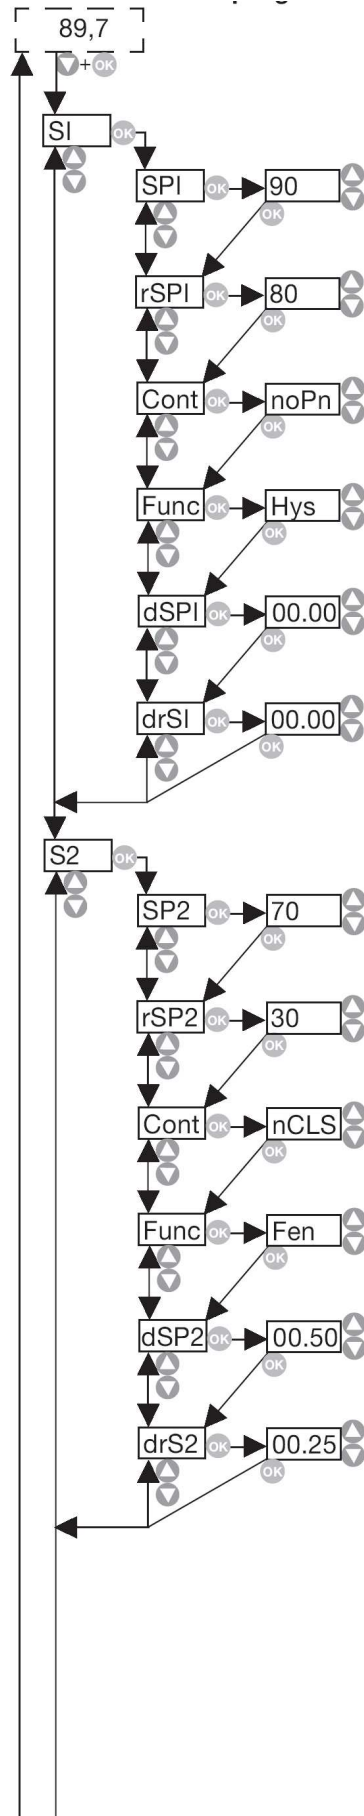 89,7
+ OK
SI OK
SPI OK 90
OK
rSPI OK 80
OK
Cont OK noPn
OK
Func OK Hys
OK
dSPI OK 00.00
OK
drSI OK 00.00
OK
S2 OK
SP2 OK 70
OK
rSP2 OK 30
OK
Cont OK nCLS
OK
Func OK Fen
OK
dSP2 OK 00.50
OK
drS2 OK 00.25
OK